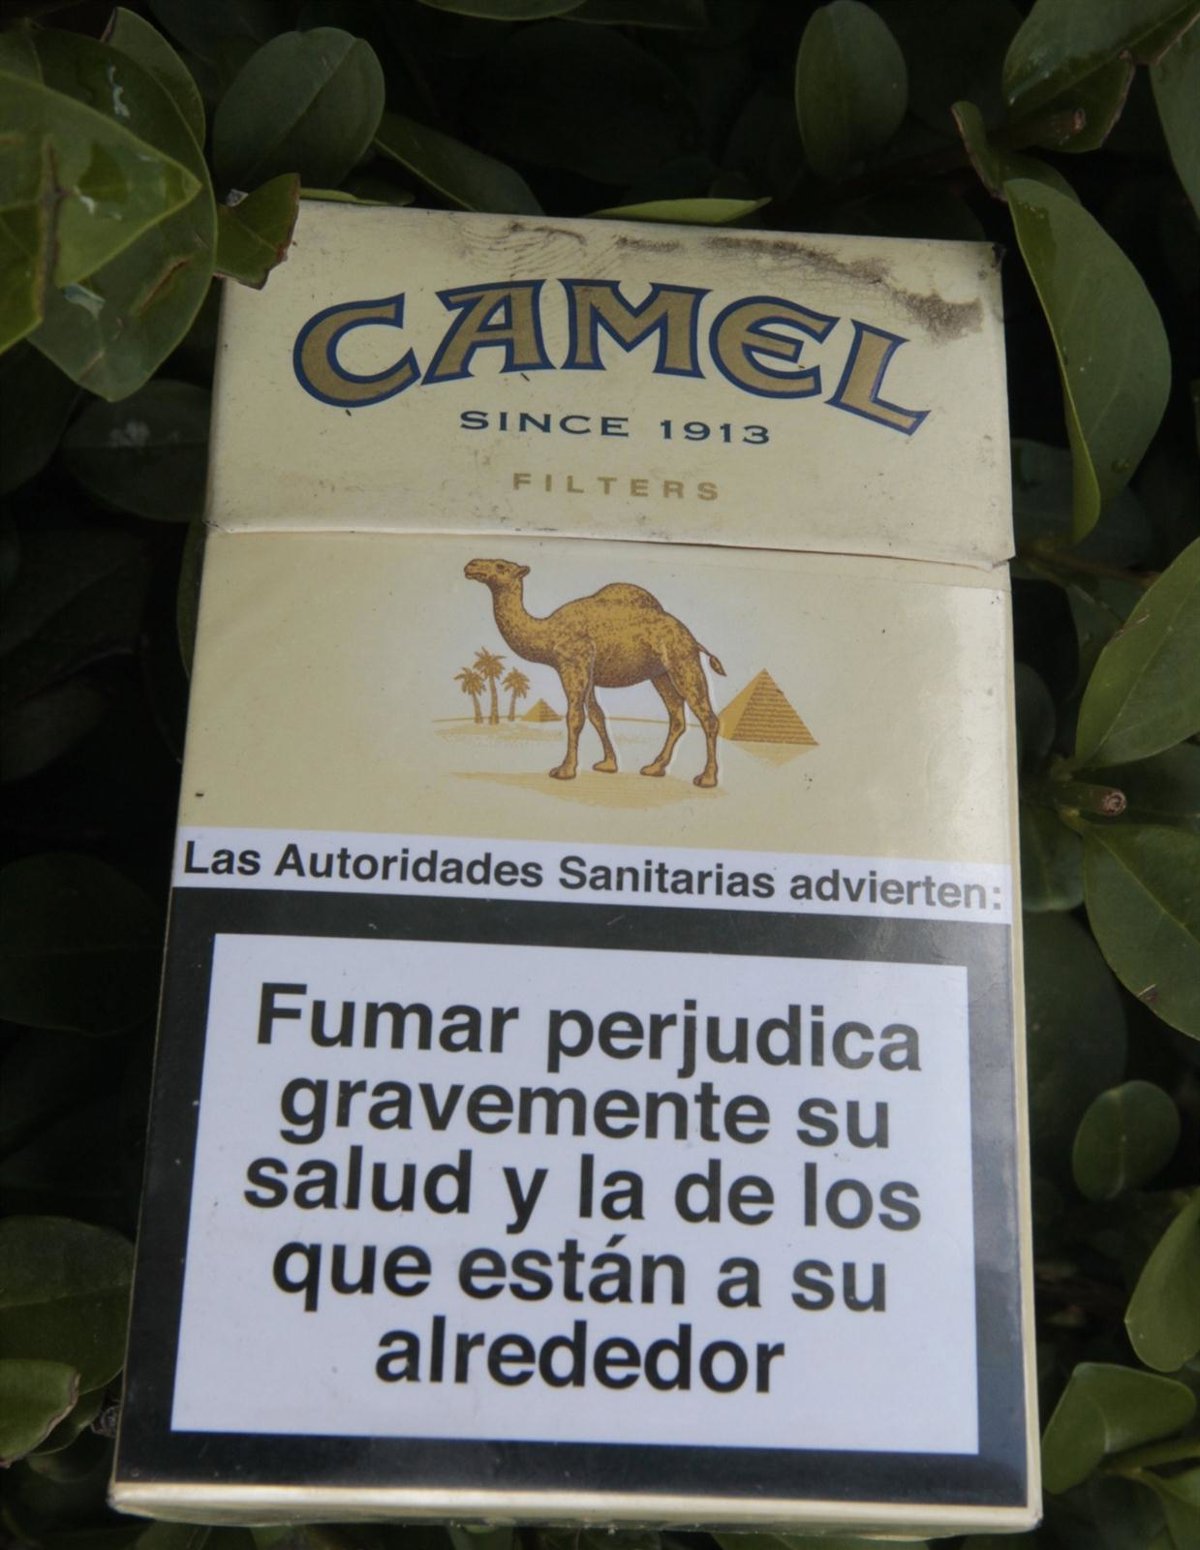 CAMEL
SINCE 1913
FILTERS
Las Autoridades Sanitarias advierten:
Fumar perjudica
gravemente su
salud y la de los
que están a su
alrededor